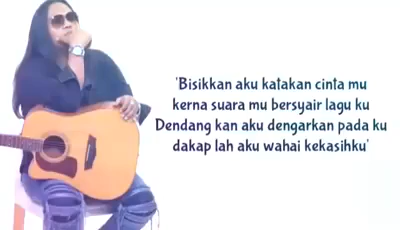 'Bisikkan aku katakan cinta mu
kerna suara mu bersyair lagu ku
Dendang kan aku dengarkan pada ku
dakap lah aku wahai kekasihku'